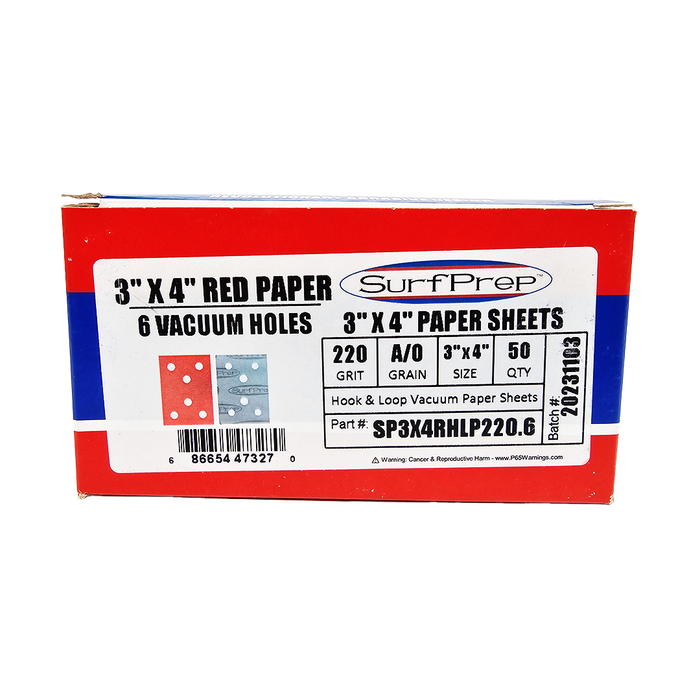 3" X 4" RED PAPER
6 VACUUM HOLES
SurfPrep™
3" X 4" PAPER SHEETS
220 A/O 3"x4" 50
GRIT GRAIN SIZE QTY
Hook & Loop Vacuum Paper Sheets
Part #: SP3X4RHLP220.6
Batch #: 20231103
SurfPrep
6 86654 47327 0
⚠ Warning: Cancer & Reproductive Harm - www.P65Warnings.com